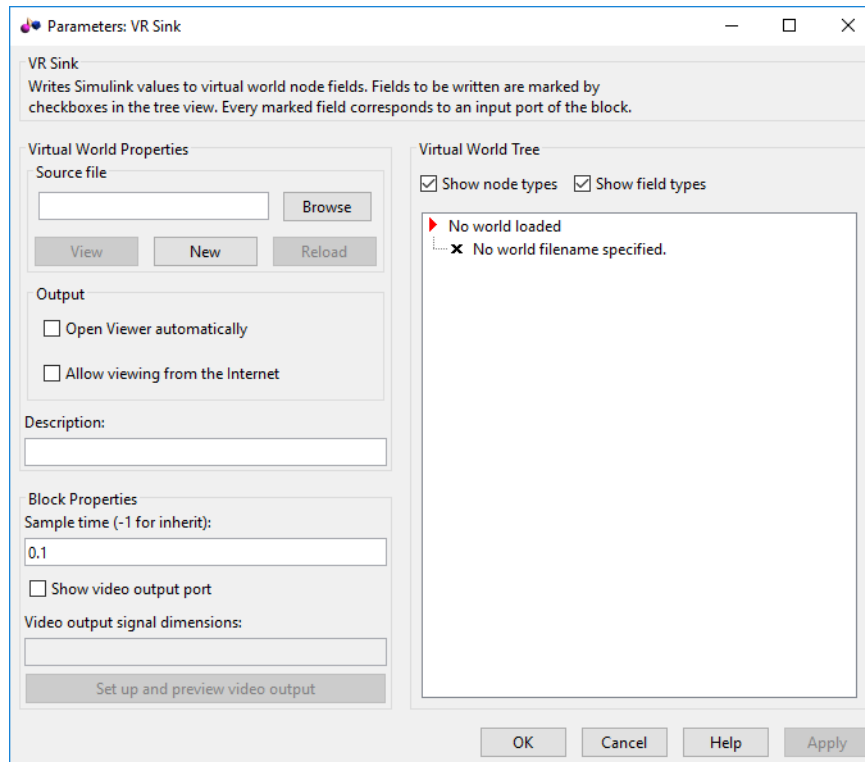 Parameters: VR Sink
VR Sink
Writes Simulink values to virtual world node fields. Fields to be written are marked by
checkboxes in the tree view. Every marked field corresponds to an input port of the block.
Virtual World Properties
Source file
Browse
View New Reload
Output
Open Viewer automatically
Allow viewing from the Internet
Description:
Block Properties
Sample time (-1 for inherit):
0.1
Show video output port
Video output signal dimensions:
Set up and preview video output
Virtual World Tree
Show node types Show field types
No world loaded
No world filename specified.
OK Cancel Help Apply